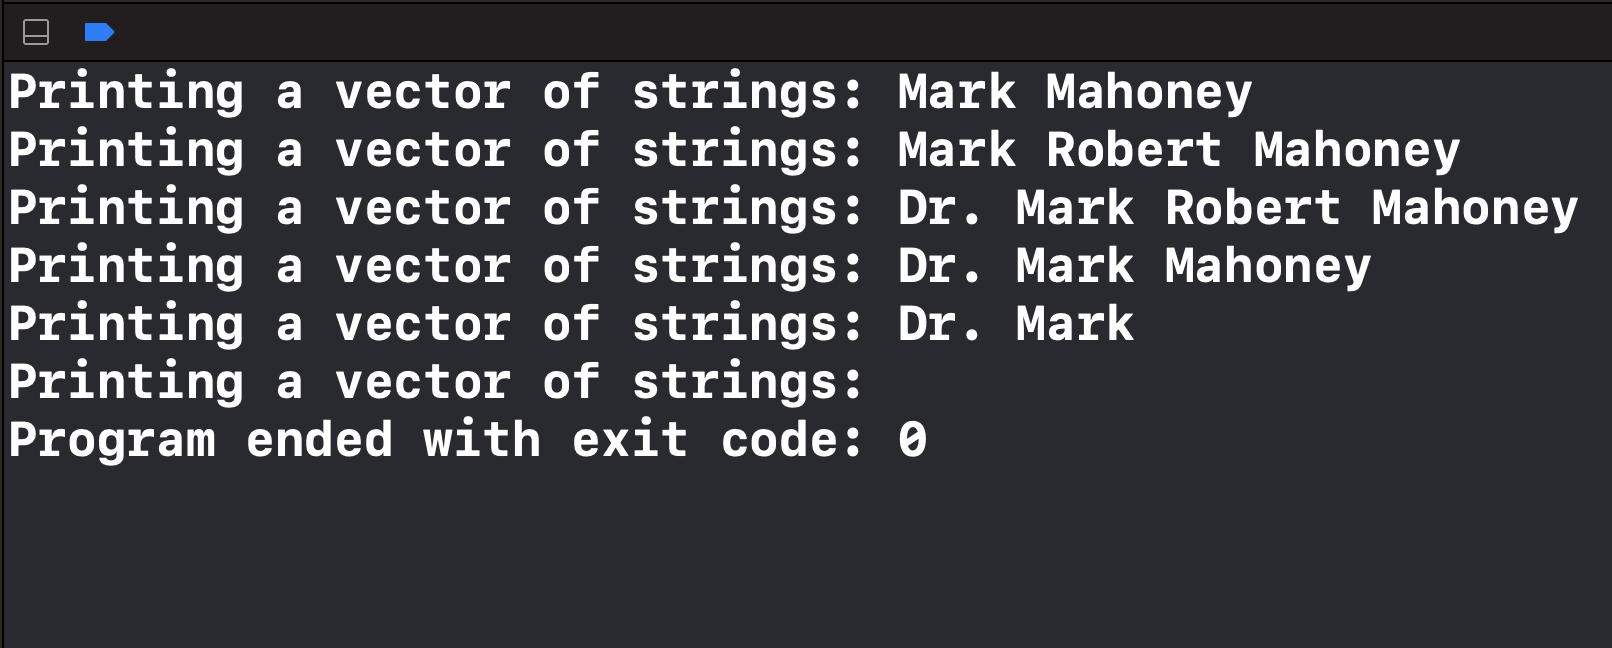 Printing a vector of strings: Mark Mahoney
Printing a vector of strings: Mark Robert Mahoney
Printing a vector of strings: Dr. Mark Robert Mahoney
Printing a vector of strings: Dr. Mark Mahoney
Printing a vector of strings: Dr. Mark
Printing a vector of strings:
Program ended with exit code: 0